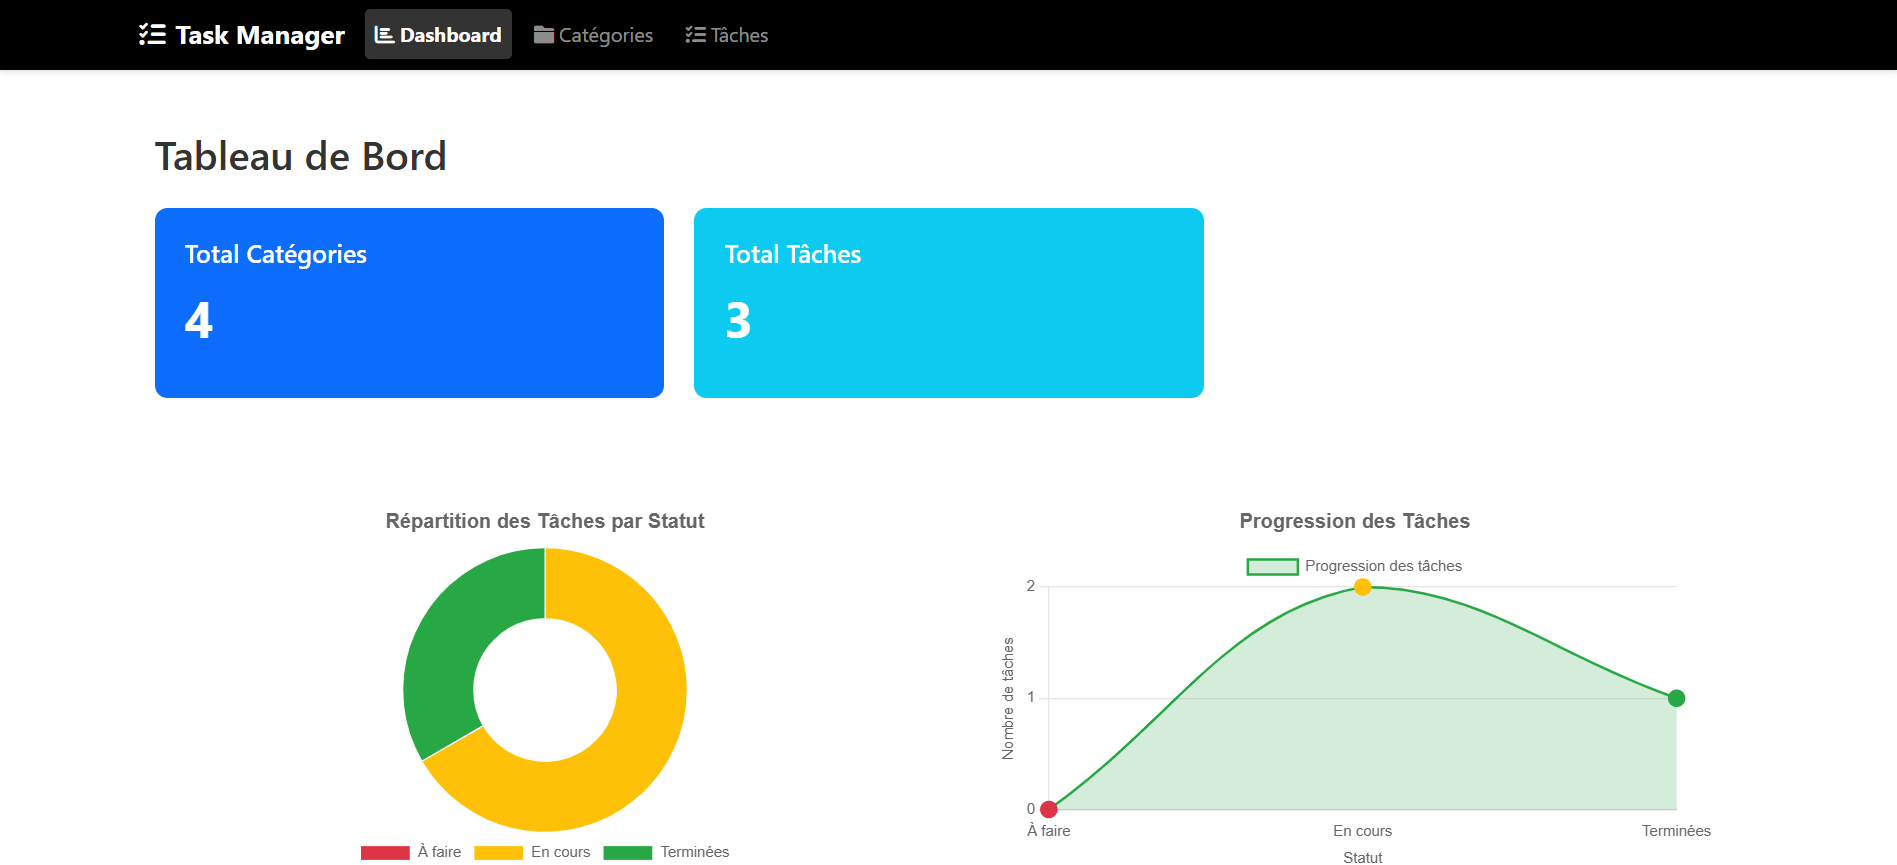 Task Manager Dashboard Catégories Tâches
Tableau de Bord
Total Catégories
4
Total Tâches
3
Répartition des Tâches par Statut
À faire En cours Terminées
Progression des Tâches
Progression des tâches
Nombre de tâches
2
1
0
À faire En cours Terminées
Statut